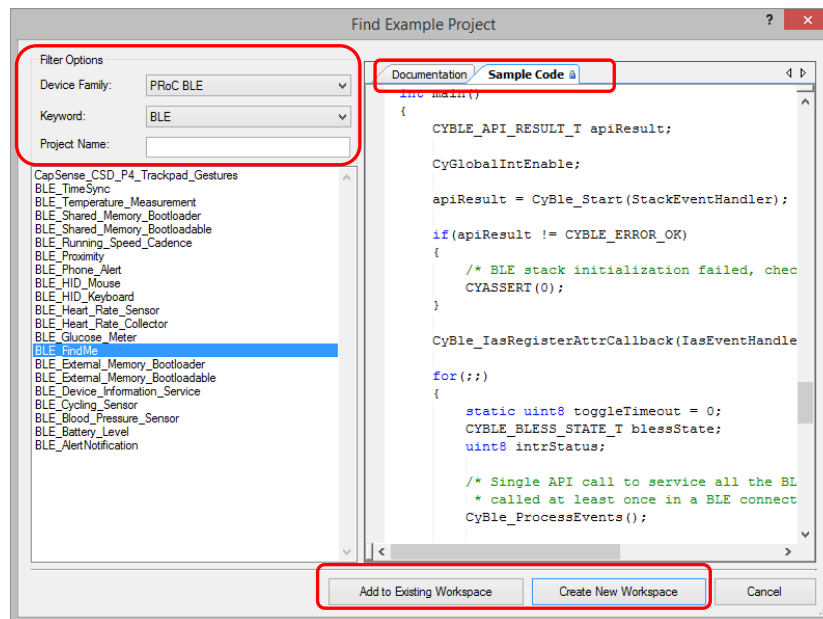 Find Example Project
?
×
Filter Options
Device Family:
PRoC BLE
Keyword:
BLE
Project Name:
CapSense_CSD_P4_Trackpad_Gestures
BLE_TimeSync
BLE_Temperature_Measurement
BLE_Shared_Memory_Bootloader
BLE_Shared_Memory_Bootloadable
BLE_Running_Speed_Cadence
BLE_Proximity
BLE_Phone_Alert
BLE_HID_Mouse
BLE_HID_Keyboard
BLE_Heart_Rate_Sensor
BLE_Heart_Rate_Collector
BLE_Glucose_Meter
BLE_FindMe
BLE_External_Memory_Bootloader
BLE_External_Memory_Bootloadable
BLE_Device_Information_Service
BLE_Cycling_Sensor
BLE_Blood_Pressure_Sensor
BLE_Battery_Level
BLE_AlertNotification
Documentation
Sample Code
int main()
{
CYBLE_API_RESULT_T apiResult;
CyGlobalIntEnable;
apiResult = CyBle_Start(StackEventHandler);
if(apiResult != CYBLE_ERROR_OK)
{
/* BLE stack initialization failed, chec
CYASSERT(0);
}
CyBle_IasRegisterAttrCallback(IasEventHandle
for(;;)
{
static uint8 toggleTimeout = 0;
CYBLE_BLESS_STATE_T blessState;
uint8 intrStatus;
/* Single API call to service all the BL
* called at least once in a BLE connect
CyBle_ProcessEvents();
Add to Existing Workspace
Create New Workspace
Cancel